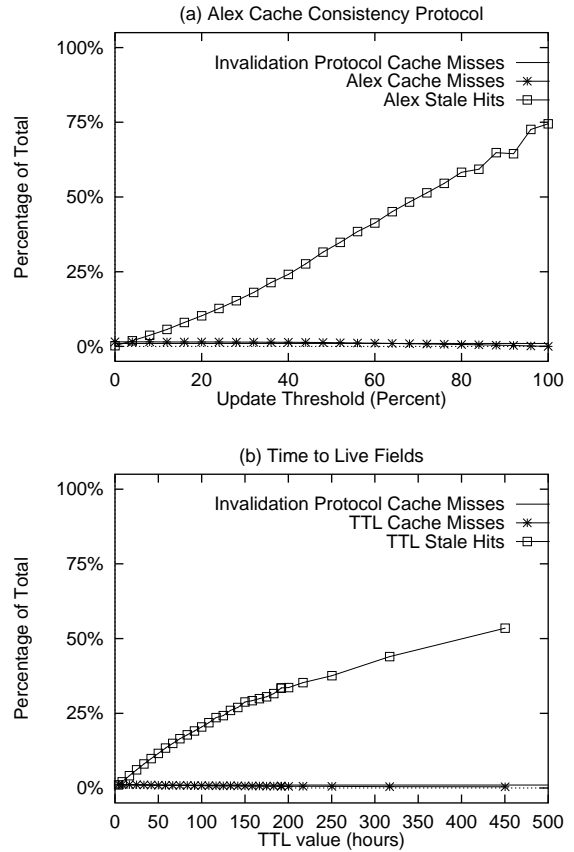 (a) Alex Cache Consistency Protocol
100%
Invalidation Protocol Cache Misses
Alex Cache Misses
Alex Stale Hits
75%
50%
25%
0%
Percentage of Total
0 20 40 60 80 100
Update Threshold (Percent)
(b) Time to Live Fields
100%
Invalidation Protocol Cache Misses
TTL Cache Misses
TTL Stale Hits
75%
50%
25%
0%
Percentage of Total
0 50 100 150 200 250 300 350 400 450 500
TTL value (hours)